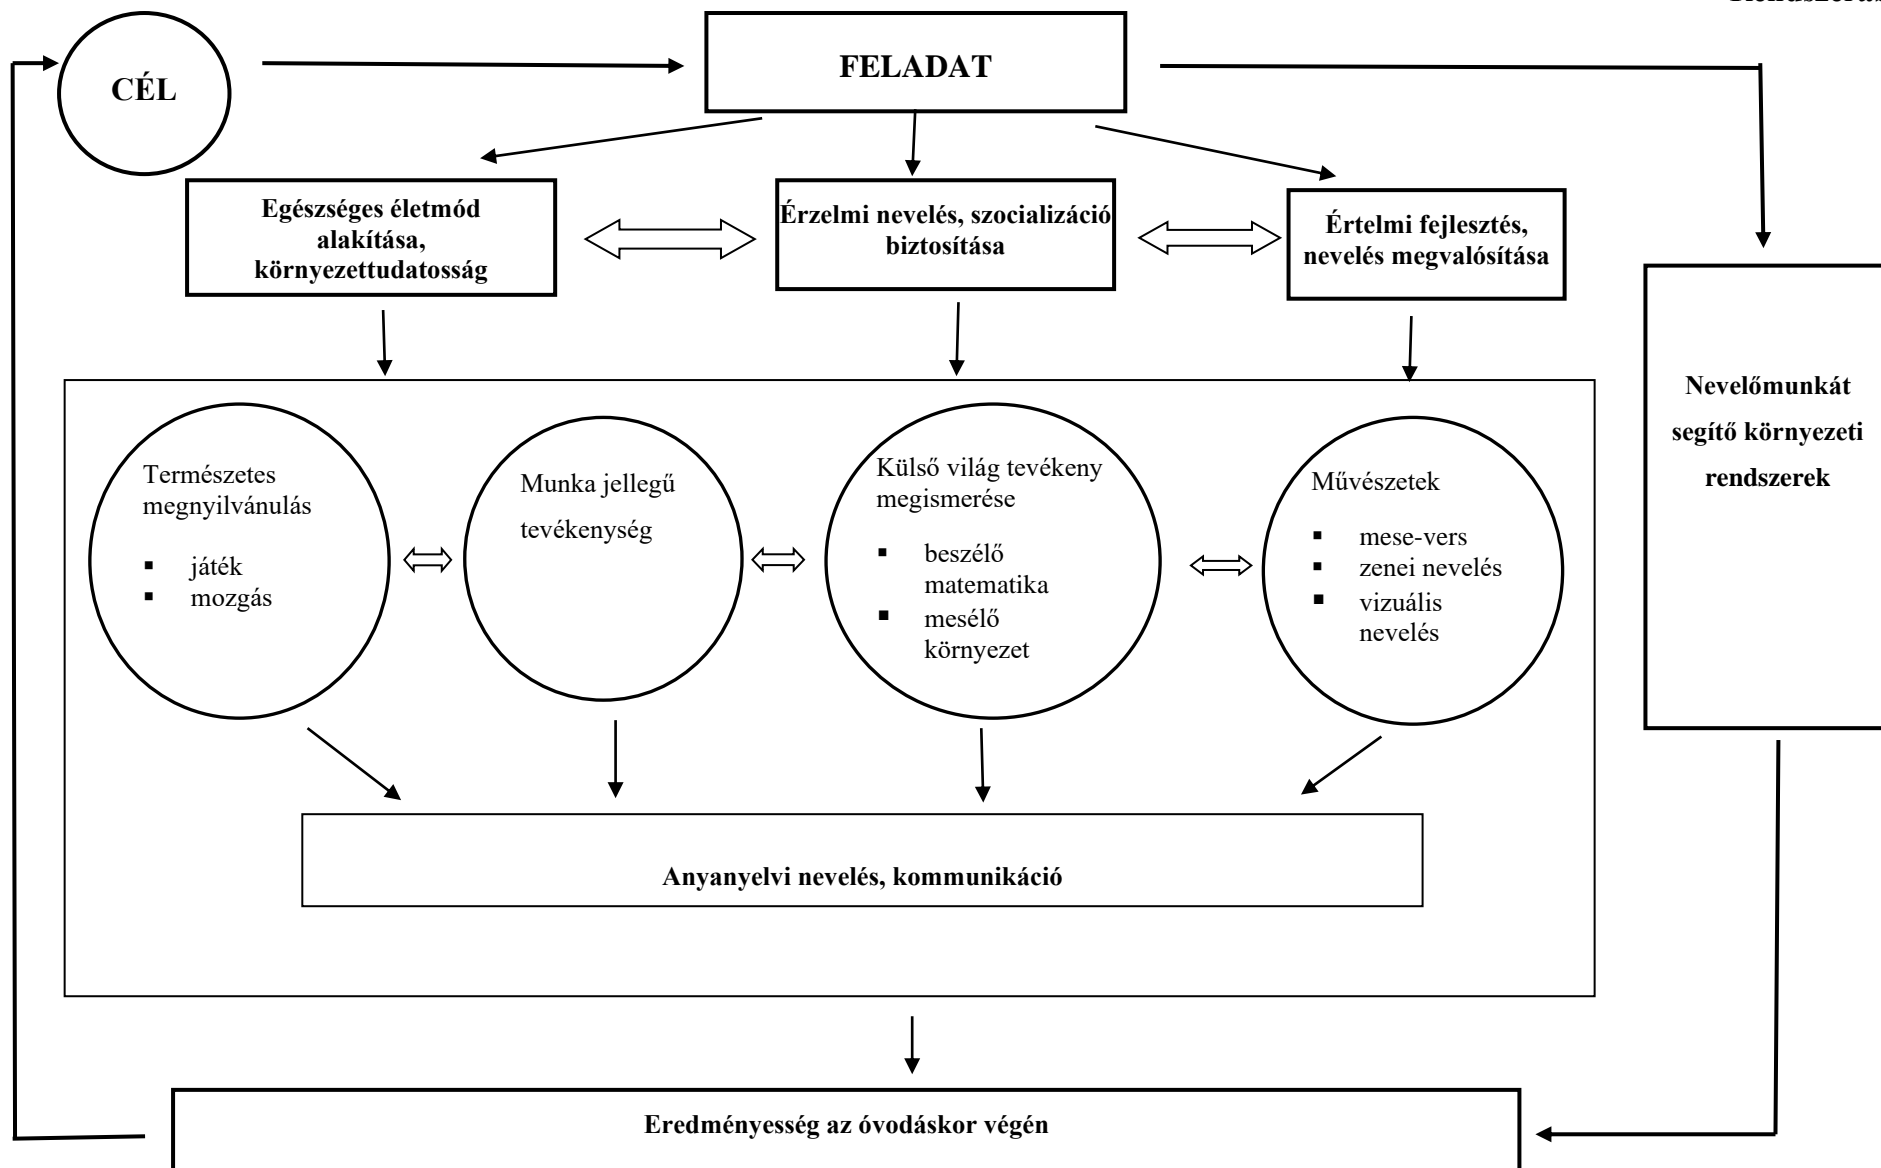 CÉL
FELADAT
Egészséges életmód
alakítása,
környezettudatosság
Érzelmi nevelés, szocializáció
biztosítása
Értelmi fejlesztés,
nevelés megvalósítása
Nevelőmunkát
segítő környezeti
rendszerek
Természetes
megnyilvánulás
▪ játék
▪ mozgás
Munka jellegű
tevékenység
Külső világ tevékeny
megismerése
▪ beszélő
matematika
▪ mesélő
környezet
Művészetek
▪ mese-vers
▪ zenei nevelés
▪ vizuális
nevelés
Anyanyelvi nevelés, kommunikáció
Eredményesség az óvodáskor végén